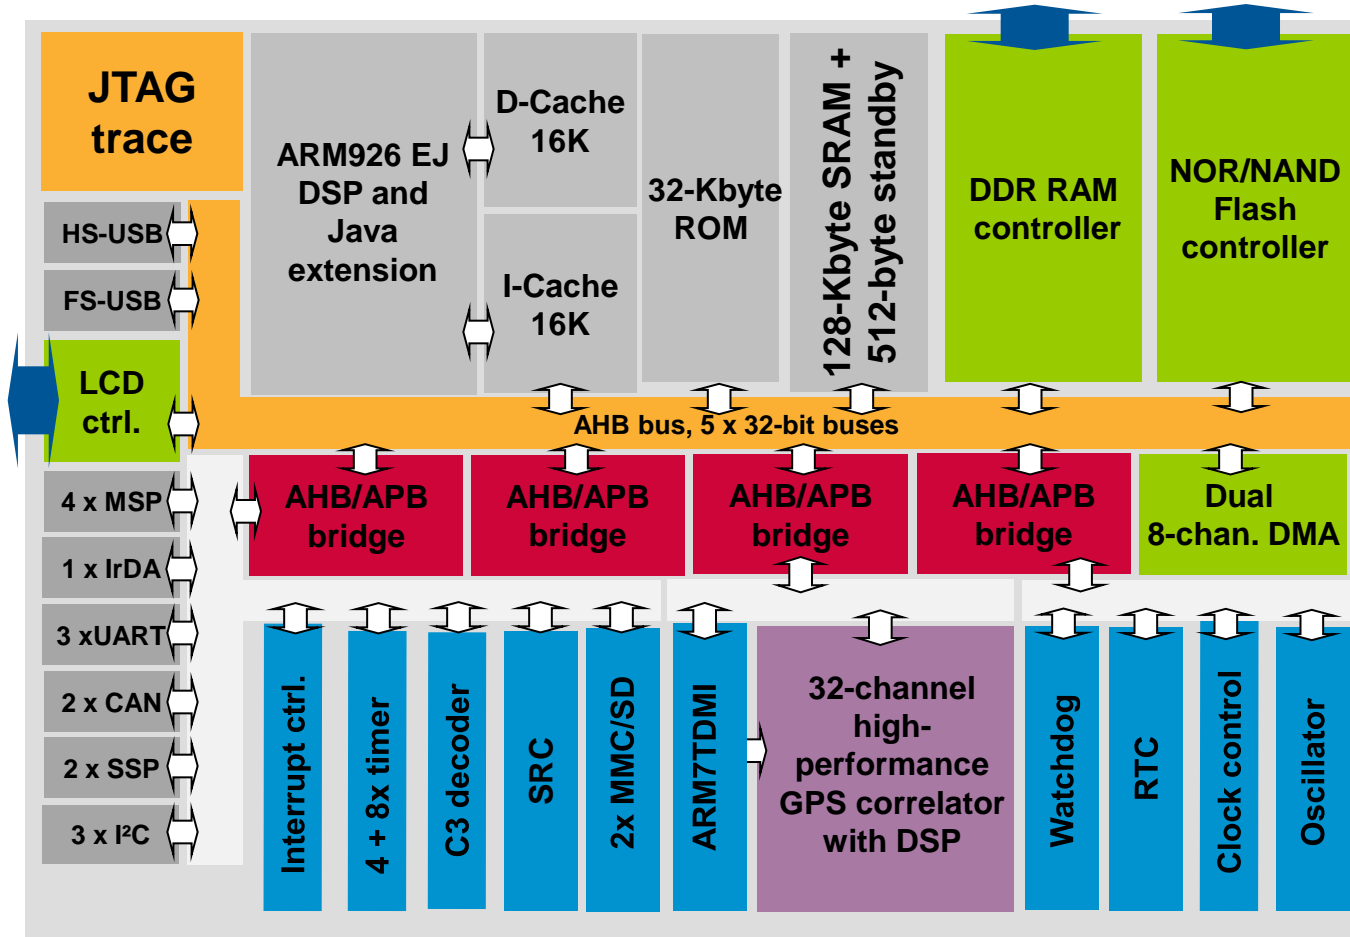 JTAG
trace
ARM926 EJ
DSP and
Java
extension
D-Cache
16K
I-Cache
16K
32-Kbyte
ROM
128-Kbyte SRAM +
512-byte standby
DDR RAM
controller
NOR/NAND
Flash
controller
HS-USB
FS-USB
LCD
ctrl.
AHB bus, 5 x 32-bit buses
4 x MSP
1 x IrDA
3 xUART
2 x CAN
2 x SSP
3 x I²C
AHB/APB
bridge
AHB/APB
bridge
AHB/APB
bridge
AHB/APB
bridge
Dual
8-chan. DMA
Interrupt ctrl.
4 + 8x timer
C3 decoder
SRC
2x MMC/SD
ARM7TDMI
32-channel
high-
performance
GPS correlator
with DSP
Watchdog
RTC
Clock control
Oscillator